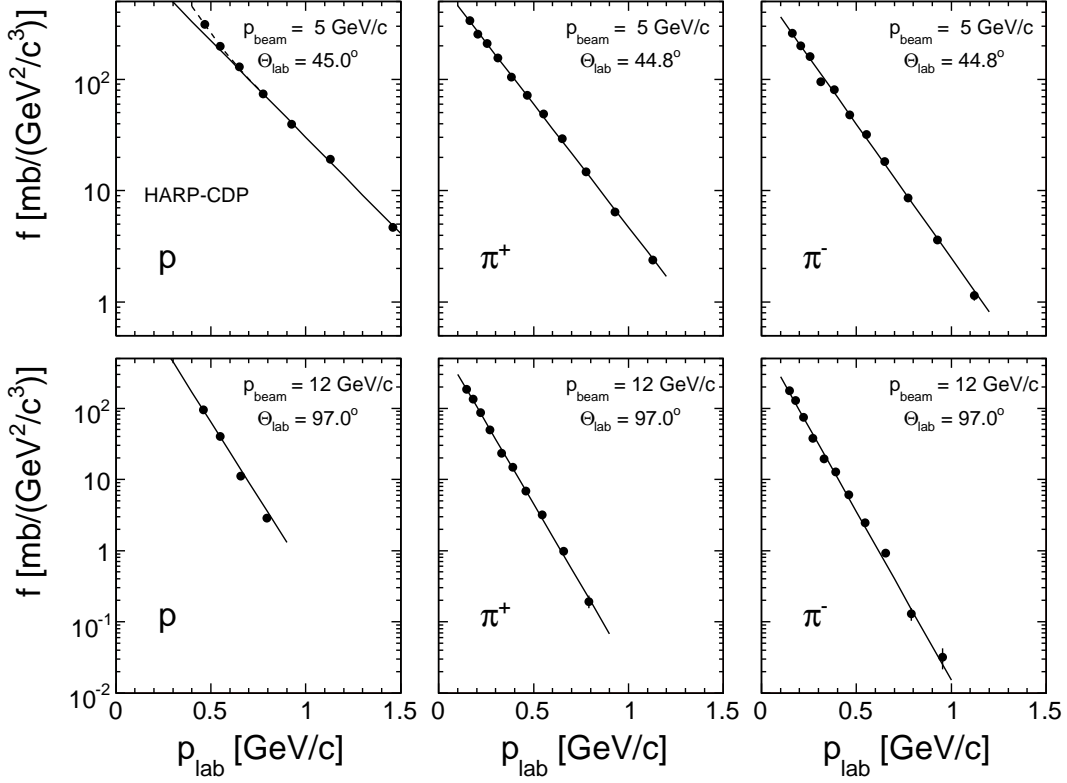 p_beam = 5 GeV/c
Θ_lab = 45.0°
p_beam = 5 GeV/c
Θ_lab = 44.8°
p_beam = 5 GeV/c
Θ_lab = 44.8°
f [mb/(GeV²/c³)]
10²
10
1
HARP-CDP
p
π⁺
π⁻
p_beam = 12 GeV/c
Θ_lab = 97.0°
p_beam = 12 GeV/c
Θ_lab = 97.0°
p_beam = 12 GeV/c
Θ_lab = 97.0°
f [mb/(GeV²/c³)]
10²
10
1
10⁻¹
10⁻²
p
π⁺
π⁻
0 0.5 1 1.5 0 0.5 1 1.5 0 0.5 1 1.5
p_lab [GeV/c] p_lab [GeV/c] p_lab [GeV/c]